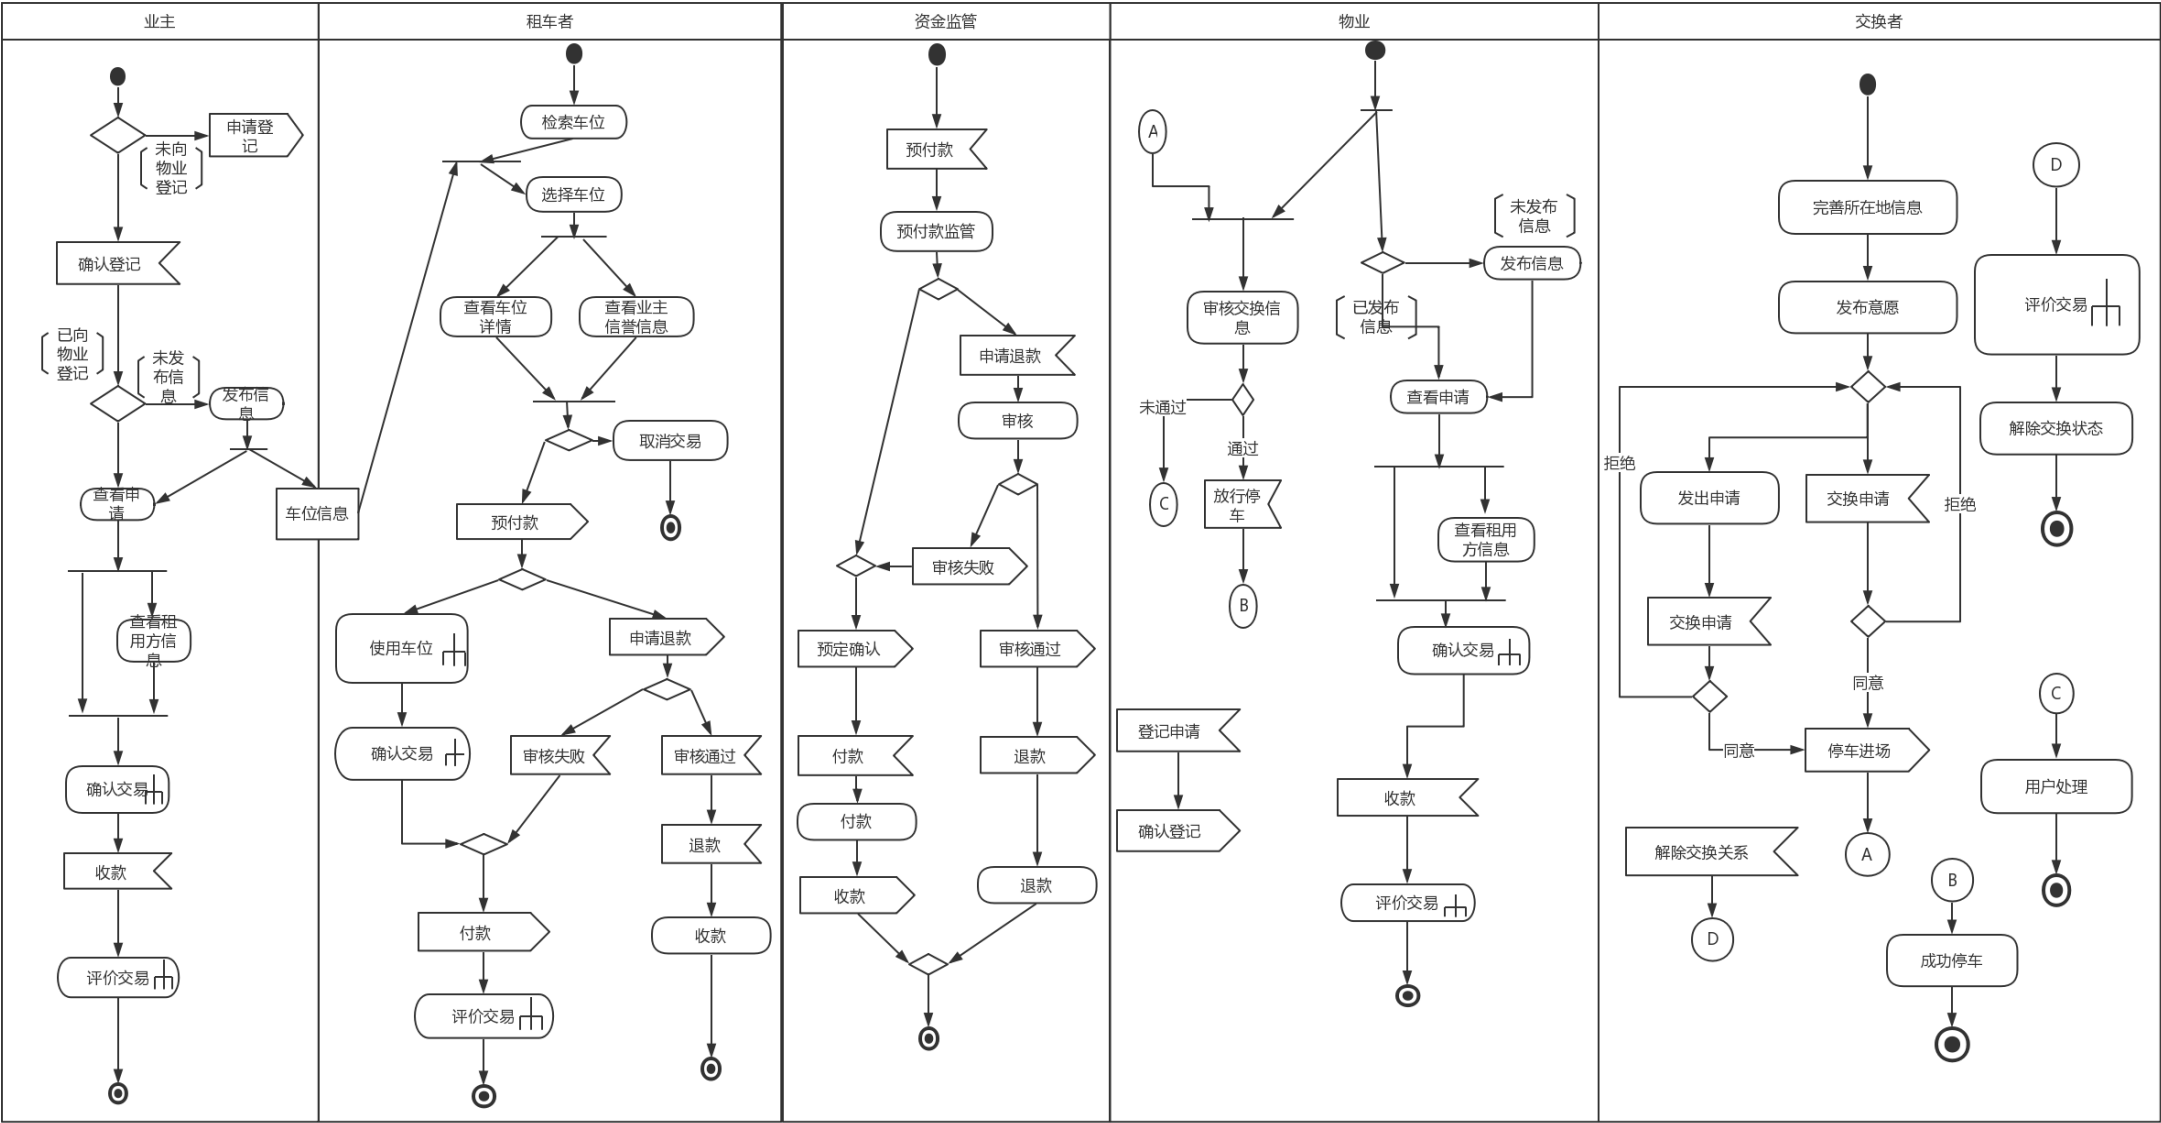 业主
租车者
资金监管
物业
交换者
申请登
记
未向
物业
登记
确认登记
已向
物业
登记
未发
布信
息
发布信
息
查看申
请
车位信息
查看租
用方信
息
确认交易
收款
评价交易
检索车位
选择车位
查看车位
详情
查看业主
信誉信息
取消交易
预付款
使用车位
申请退款
确认交易
审核失败
审核通过
退款
付款
收款
评价交易
预付款
预付款监管
申请退款
审核
审核失败
预定确认
审核通过
付款
退款
付款
收款
退款
A
未发布
信息
发布信息
审核交换信
息
已发布
信息
查看申请
未通过
通过
C
放行停
车
查看租用
方信息
B
确认交易
登记申请
收款
确认登记
评价交易
D
完善所在地信息
发布意愿
评价交易
解除交换状态
拒绝
发出申请
交换申请
拒绝
交换申请
同意
C
同意
停车进场
用户处理
解除交换关系
A
B
D
成功停车